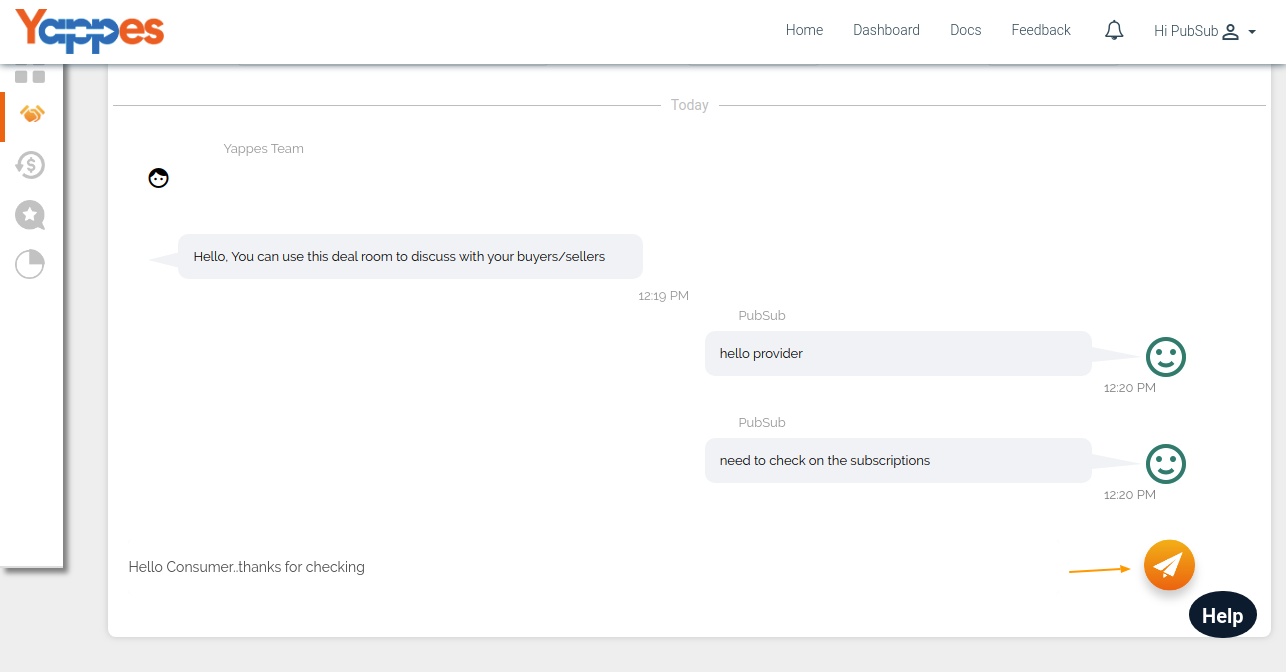 Yappes
Home
Dashboard
Docs
Feedback
Hi PubSub
Today
Yappes Team
Hello, You can use this deal room to discuss with your buyers/sellers
12:19 PM
PubSub
hello provider
12:20 PM
PubSub
need to check on the subscriptions
12:20 PM
Hello Consumer..thanks for checking
Help